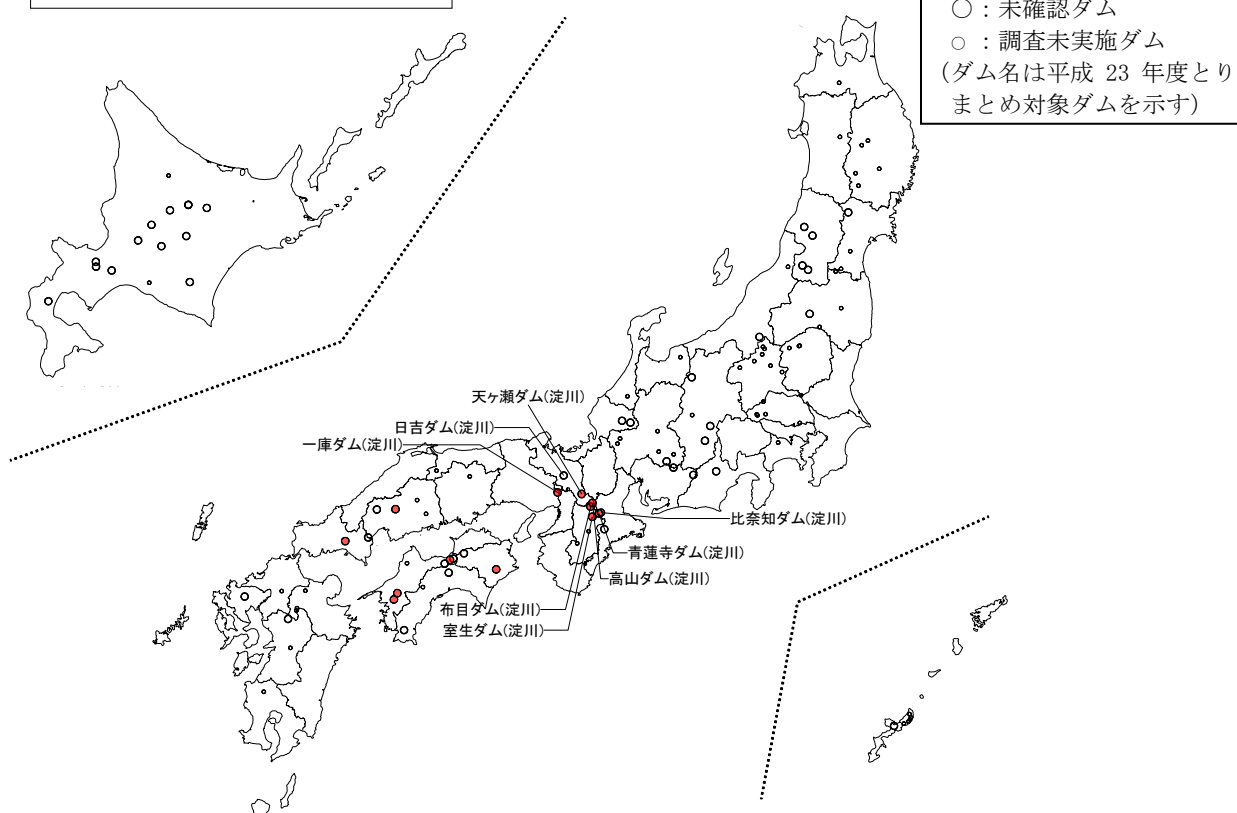 ○：未確認ダム
○：調査未実施ダム
(ダム名は平成 23 年度とり
まとめ対象ダムを示す)
天ヶ瀬ダム(淀川)
日吉ダム(淀川)
一庫ダム(淀川)
比奈知ダム(淀川)
青蓮寺ダム(淀川)
高山ダム(淀川)
布目ダム(淀川)
室生ダム(淀川)